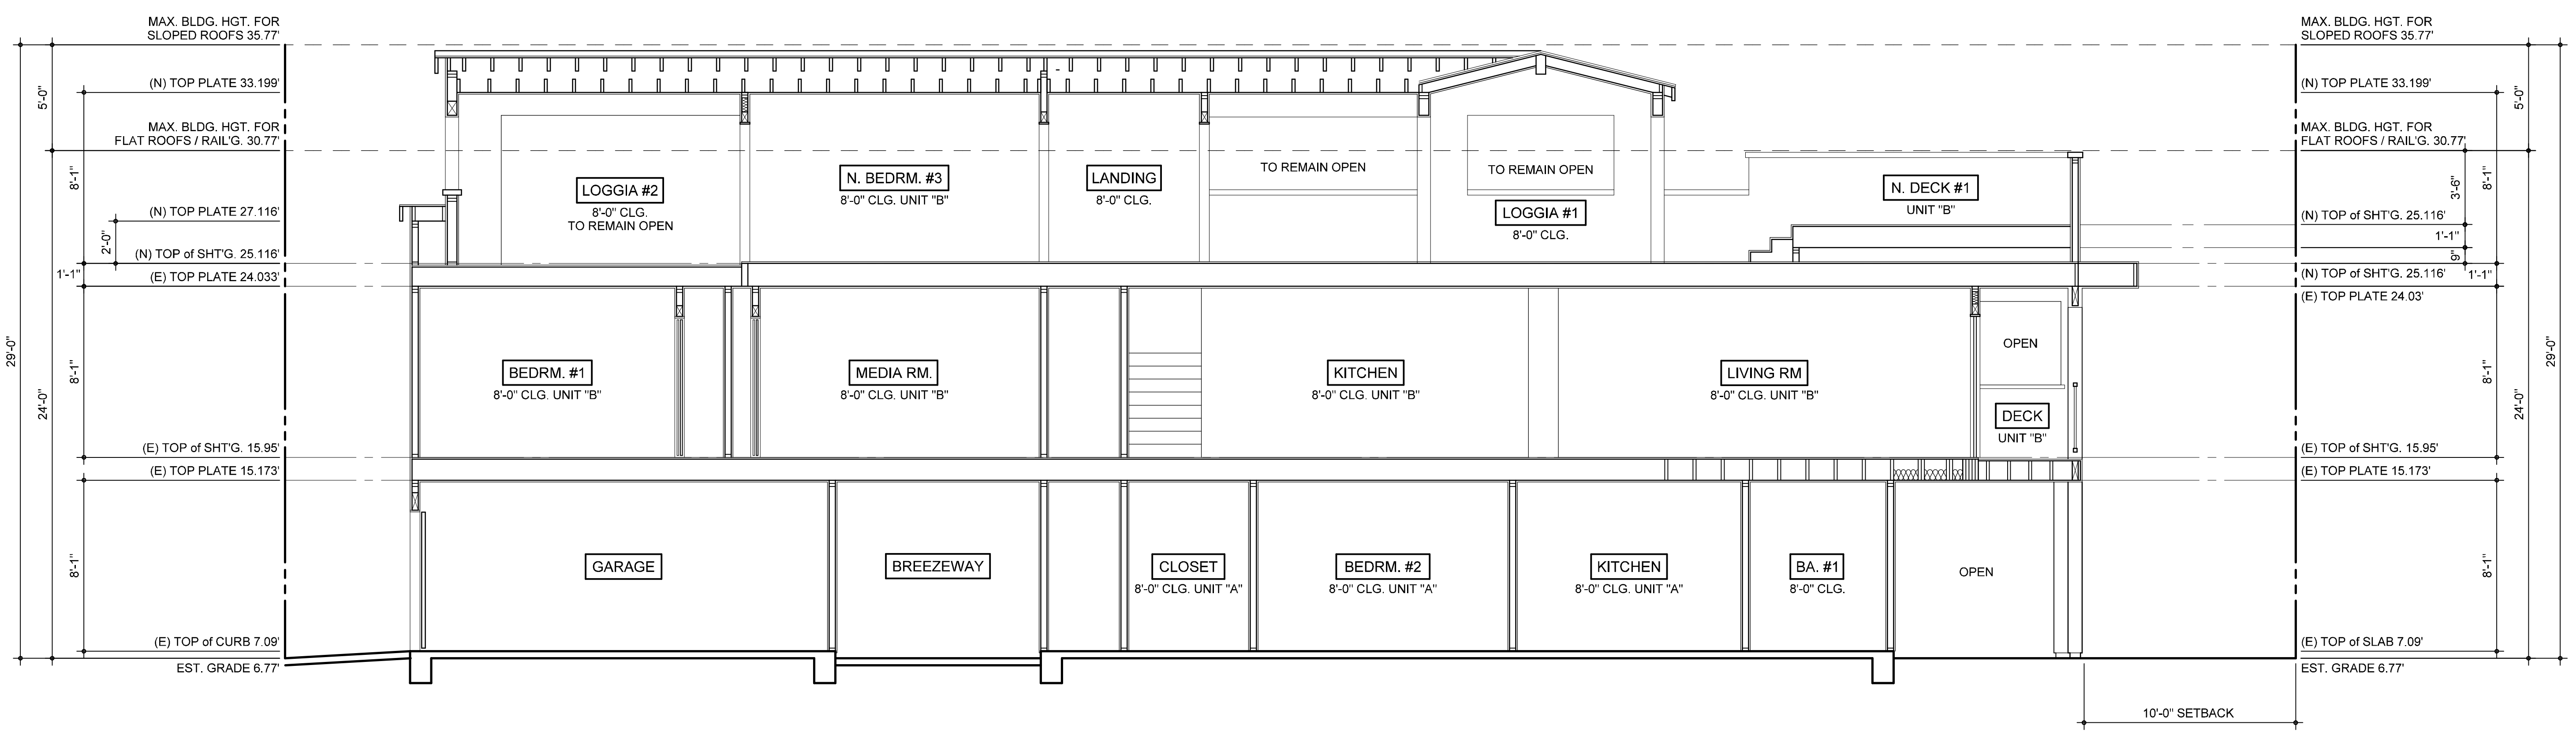 MAX. BLDG. HGT. FOR
SLOPED ROOFS 35.77'
(N) TOP PLATE 33.199'
MAX. BLDG. HGT. FOR
FLAT ROOFS / RAIL'G. 30.77'
(N) TOP PLATE 27.116'
(N) TOP of SHT'G. 25.116'
(E) TOP PLATE 24.033'
(E) TOP of SHT'G. 15.95'
(E) TOP PLATE 15.173'
(E) TOP of CURB 7.09'
EST. GRADE 6.77'
29'-0"
5'-0"
24'-0"
8'-1"
2'-0"
1'-1"
8'-1"
8'-1"
LOGGIA #2
8'-0" CLG.
TO REMAIN OPEN
N. BEDRM. #3
8'-0" CLG. UNIT "B"
LANDING
8'-0" CLG.
TO REMAIN OPEN
TO REMAIN OPEN
LOGGIA #1
8'-0" CLG.
N. DECK #1
UNIT "B"
BEDRM. #1
8'-0" CLG. UNIT "B"
MEDIA RM.
8'-0" CLG. UNIT "B"
KITCHEN
8'-0" CLG. UNIT "B"
LIVING RM
8'-0" CLG. UNIT "B"
OPEN
DECK
UNIT "B"
GARAGE
BREEZEWAY
CLOSET
8'-0" CLG. UNIT "A"
BEDRM. #2
8'-0" CLG. UNIT "A"
KITCHEN
8'-0" CLG. UNIT "A"
BA. #1
8'-0" CLG.
OPEN
MAX. BLDG. HGT. FOR
SLOPED ROOFS 35.77'
(N) TOP PLATE 33.199'
MAX. BLDG. HGT. FOR
FLAT ROOFS / RAIL'G. 30.77'
(N) TOP of SHT'G. 25.116'
(N) TOP of SHT'G. 25.116'
(E) TOP PLATE 24.03'
(E) TOP of SHT'G. 15.95'
(E) TOP PLATE 15.173'
(E) TOP of SLAB 7.09'
EST. GRADE 6.77'
3'-6"
1'-1"
9"
8'-1"
1'-1"
8'-1"
8'-1"
5'-0"
24'-0"
29'-0"
10'-0" SETBACK